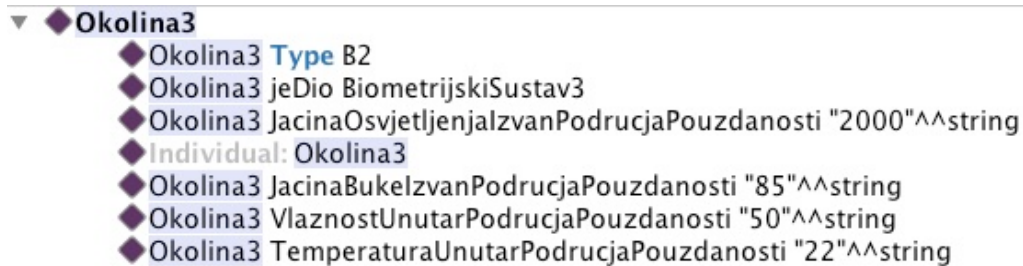 Okolina3
Okolina3 Type B2
Okolina3 jeDio BiometrijskiSustav3
Okolina3 JacinaOsvjetljenjaIzvanPodrucjaPouzdanosti "2000"^^string
Individual: Okolina3
Okolina3 JacinaBukeIzvanPodrucjaPouzdanosti "85"^^string
Okolina3 VlaznostUnutarPodrucjaPouzdanosti "50"^^string
Okolina3 TemperaturaUnutarPodrucjaPouzdanosti "22"^^string